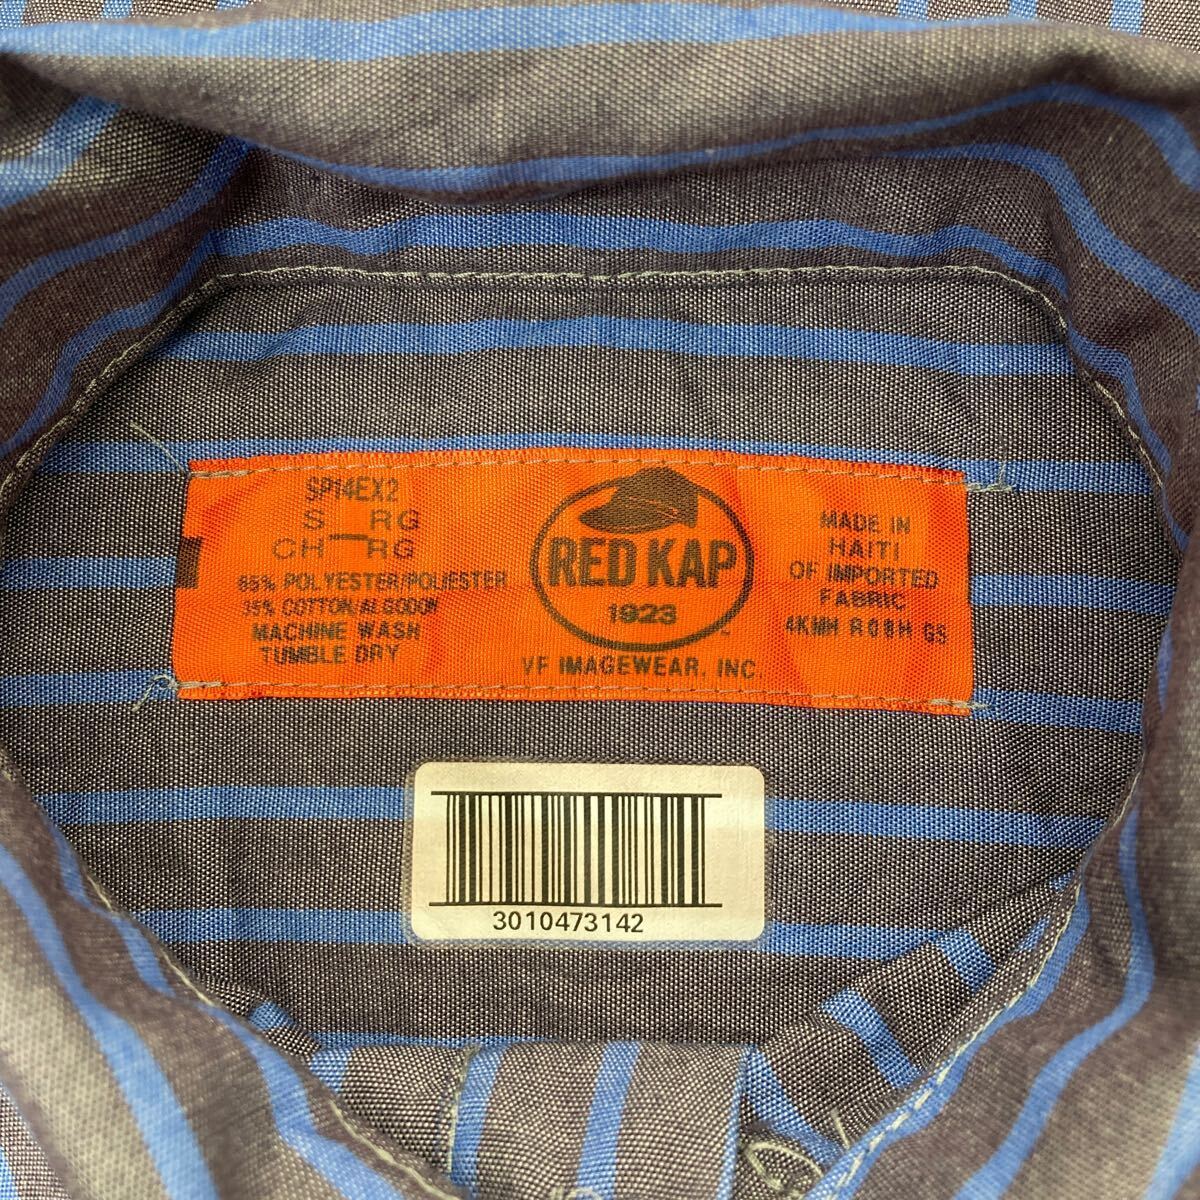 SP14EX2
S RG
CH RG
65% POLYESTER/POLIESTER
35% COTTON/ALGODON
MACHINE WASH
TUMBLE DRY
RED KAP
1923
™
VF IMAGEWEAR, INC.
MADE IN
HAITI
OF IMPORTED
FABRIC
4KMH R08H GS
3010473142